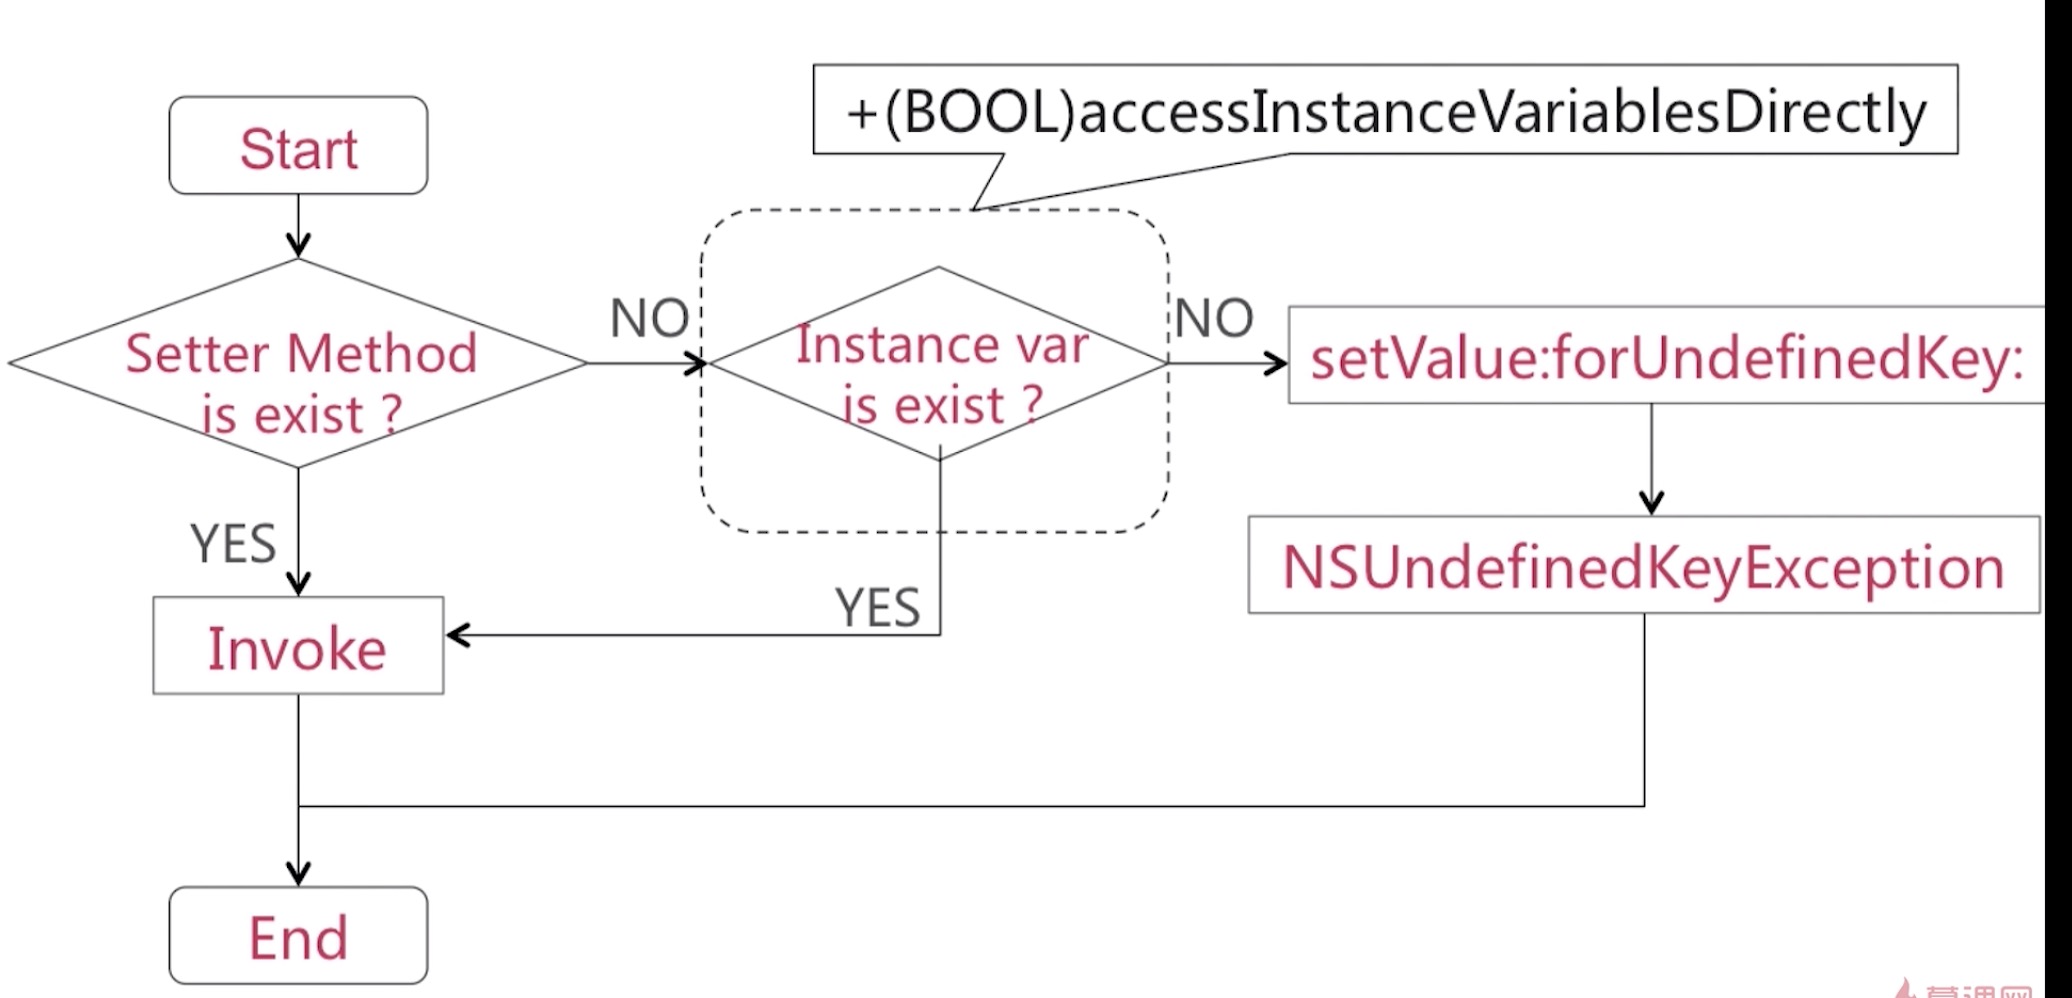 +(BOOL)accessInstanceVariablesDirectly
Start
NO
NO
Setter Method
is exist ?
Instance var
is exist ?
setValue:forUndefinedKey:
YES
NSUndefinedKeyException
YES
Invoke
End